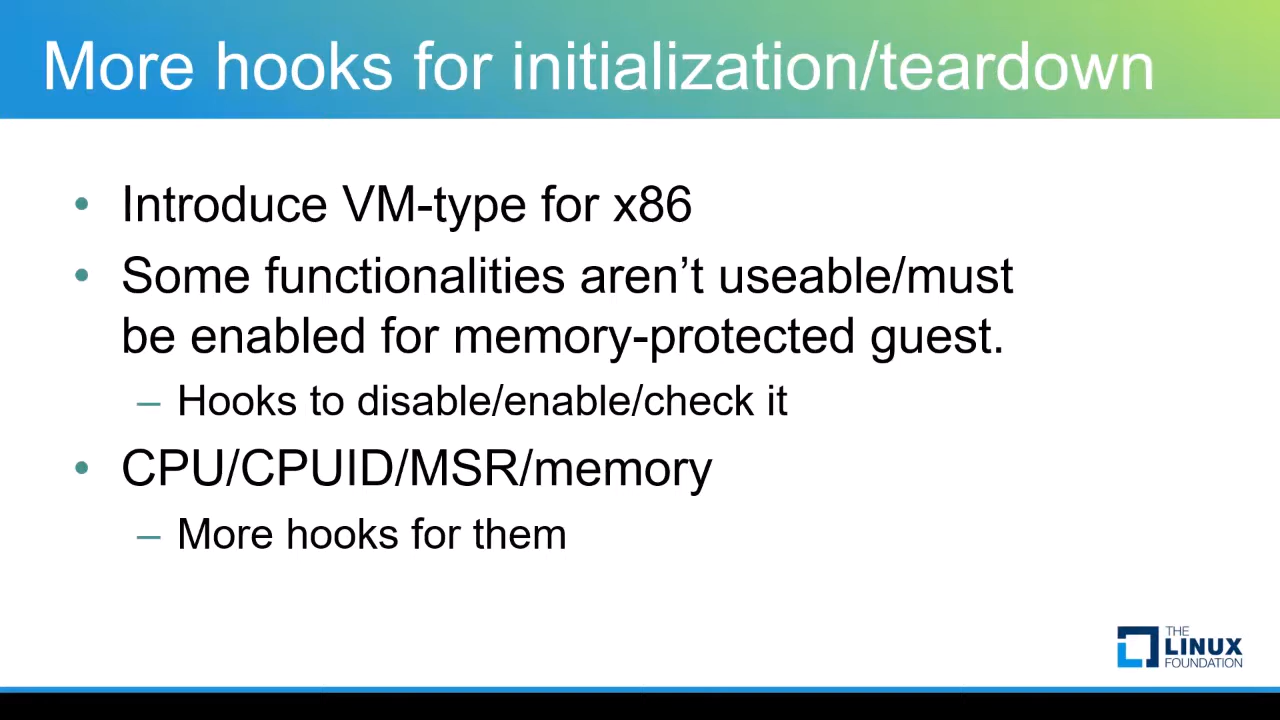 More hooks for initialization/teardown
• Introduce VM-type for x86
• Some functionalities aren’t useable/must
be enabled for memory-protected guest.
– Hooks to disable/enable/check it
• CPU/CPUID/MSR/memory
– More hooks for them
THE
LINUX
FOUNDATION